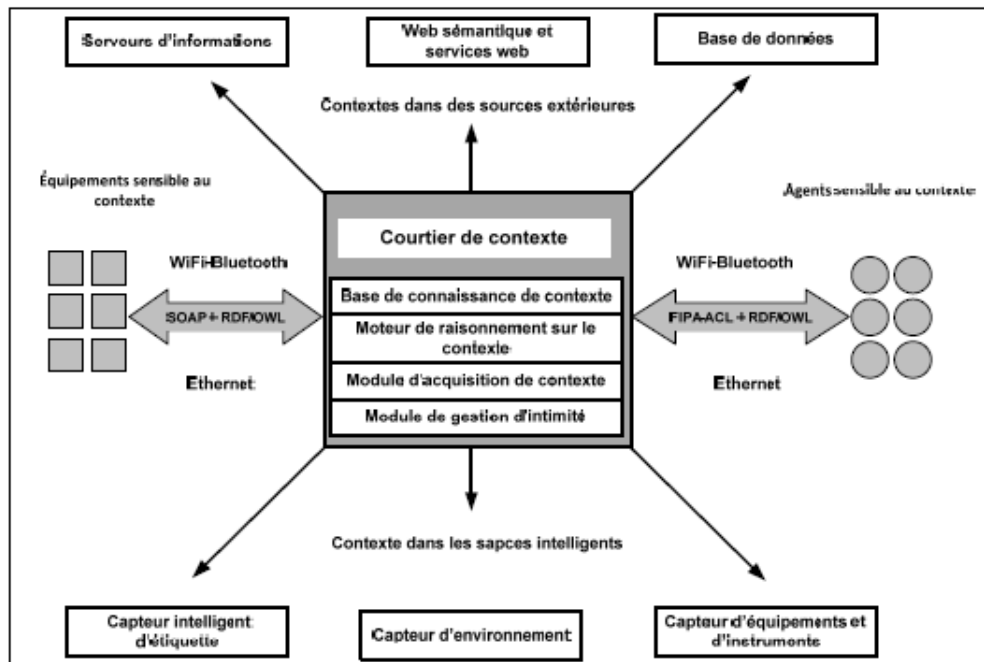 Serveurs d'informations
Web sémantique et
services web
Base de données
Contextes dans des sources extérieures
Équipements sensible au
contexte
Agents sensible au contexte
Courtier de contexte
WiFi-Bluetooth
WiFi-Bluetooth
Base de connaissance de contexte
SOAP + RDF/OWL
Moteur de raisonnement sur le
contexte
FIPA-ACL + RDF/OWL
Module d'acquisition de contexte
Ethernet
Ethernet
Module de gestion d'intimité
Contexte dans les sapces intelligents
Capteur intelligent
d'étiquette
Capteur d'environnement
Capteur d'équipements et
d'instruments